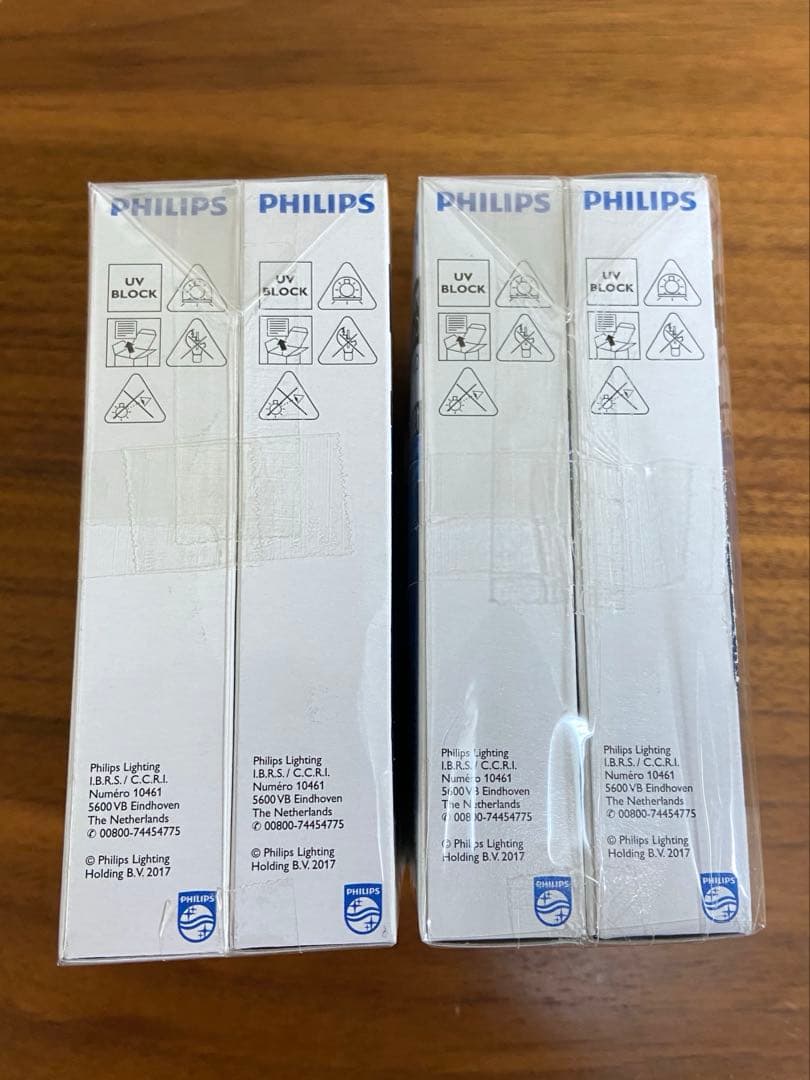 PHILIPS
UV
BLOCK
Philips Lighting
I.B.R.S. / C.C.R.I.
Numéro 10461
5600 VB Eindhoven
The Netherlands
✆ 00800-74454775
© Philips Lighting
Holding B.V. 2017
PHILIPS
PHILIPS
UV
BLOCK
Philips Lighting
I.B.R.S. / C.C.R.I.
Numéro 10461
5600 VB Eindhoven
The Netherlands
✆ 00800-74454775
© Philips Lighting
Holding B.V. 2017
PHILIPS
PHILIPS
UV
BLOCK
Philips Lighting
I.B.R.S. / C.C.R.I.
Numéro 10461
5600 VB Eindhoven
The Netherlands
✆ 00800-74454775
© Philips Lighting
Holding B.V. 2017
PHILIPS
PHILIPS
UV
BLOCK
Philips Lighting
I.B.R.S. / C.C.R.I.
Numéro 10461
5600 VB Eindhoven
The Netherlands
✆ 00800-74454775
© Philips Lighting
Holding B.V. 2017
PHILIPS